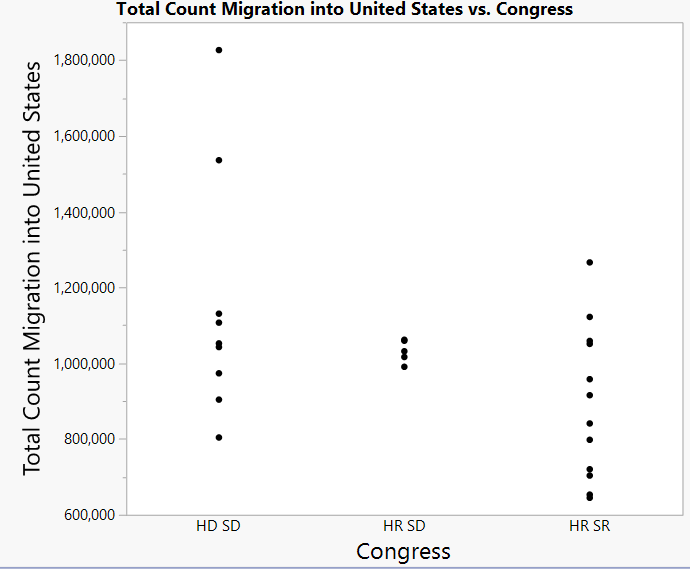 Total Count Migration into United States vs. Congress
Total Count Migration into United States
1,800,000
1,600,000
1,400,000
1,200,000
1,000,000
800,000
600,000
HD SD
HR SD
HR SR
Congress